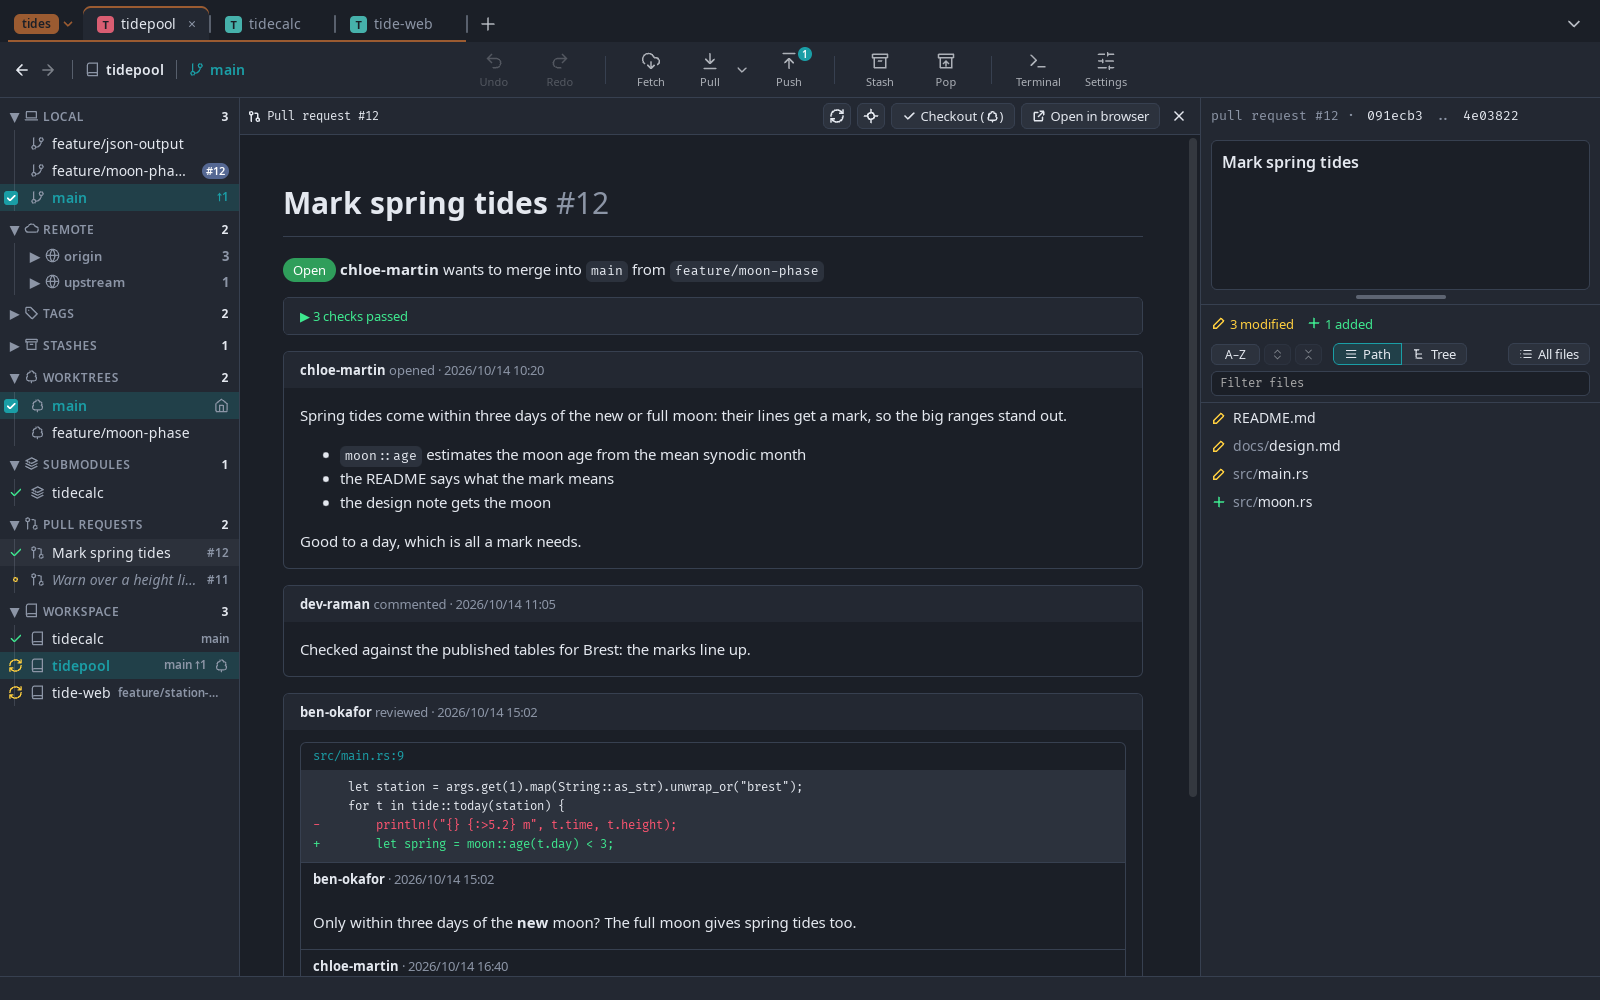 tides
T tidepool ×
T tidecalc
T tide-web
tidepool
main
Undo
Redo
Fetch
Pull
Push
1
Stash
Pop
Terminal
Settings
LOCAL 3
feature/json-output
feature/moon-pha... #12
main ↑1
REMOTE 2
origin 3
upstream 1
TAGS 2
STASHES 1
WORKTREES 2
main
feature/moon-phase
SUBMODULES 1
tidecalc
PULL REQUESTS 2
Mark spring tides #12
Warn over a height li... #11
WORKSPACE 3
tidecalc main
tidepool main ↑1
tide-web feature/station-...
Pull request #12
Checkout ( )
Open in browser
Mark spring tides #12
Open chloe-martin wants to merge into main from feature/moon-phase
▶ 3 checks passed
chloe-martin opened · 2026/10/14 10:20
Spring tides come within three days of the new or full moon: their lines get a mark, so the big ranges stand out.
• moon::age estimates the moon age from the mean synodic month
• the README says what the mark means
• the design note gets the moon
Good to a day, which is all a mark needs.
dev-raman commented · 2026/10/14 11:05
Checked against the published tables for Brest: the marks line up.
ben-okafor reviewed · 2026/10/14 15:02
src/main.rs:9
let station = args.get(1).map(String::as_str).unwrap_or("brest");
for t in tide::today(station) {
- println!("{} {:>5.2} m", t.time, t.height);
+ let spring = moon::age(t.day) < 3;
ben-okafor · 2026/10/14 15:02
Only within three days of the new moon? The full moon gives spring tides too.
chloe-martin · 2026/10/14 16:40
pull request #12 · 091ecb3 .. 4e03822
Mark spring tides
3 modified
1 added
A-Z
Path
Tree
All files
Filter files
README.md
docs/design.md
src/main.rs
src/moon.rs